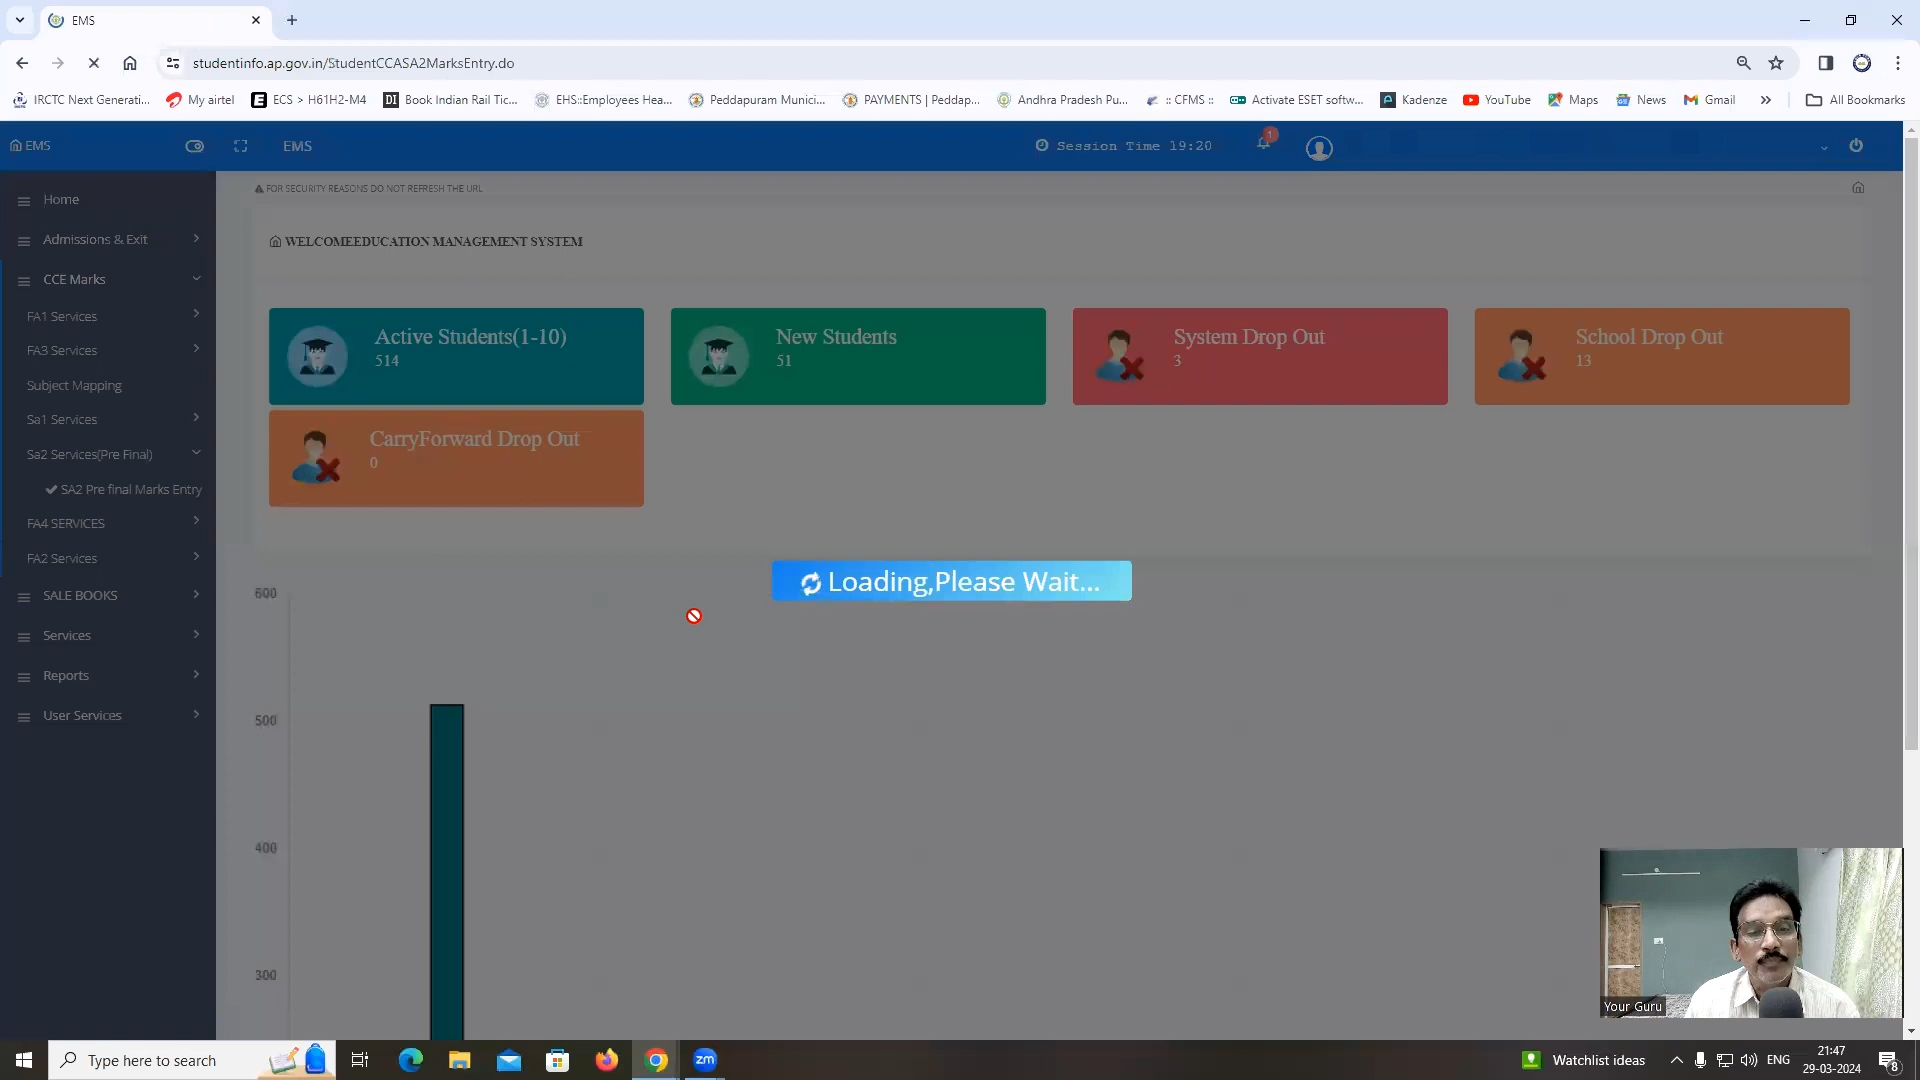 EMS
studentinfo.ap.gov.in/StudentCCASA2MarksEntry.do
IRCTC Next Generati...
My airtel
ECS > H61H2-M4
Book Indian Rail Tic...
EHS::Employees Hea...
Peddapuram Munici...
PAYMENTS | Peddap...
Andhra Pradesh Pu...
:: CFMS ::
Activate ESET softw...
Kadenze
YouTube
Maps
News
Gmail
All Bookmarks
EMS
EMS
Session Time 19:20
1
FOR SECURITY REASONS DO NOT REFRESH THE URL
WELCOMEEDUCATION MANAGEMENT SYSTEM
Home
Admissions & Exit
CCE Marks
FA1 Services
FA3 Services
Subject Mapping
Sa1 Services
Sa2 Services(Pre Final)
SA2 Pre final Marks Entry
FA4 SERVICES
FA2 Services
SALE BOOKS
Services
Reports
User Services
Active Students(1-10)
514
New Students
51
System Drop Out
3
School Drop Out
13
CarryForward Drop Out
0
Loading,Please Wait...
600
500
400
300
Your Guru
Type here to search
zm
Watchlist ideas
ENG
21:47
29-03-2024
8